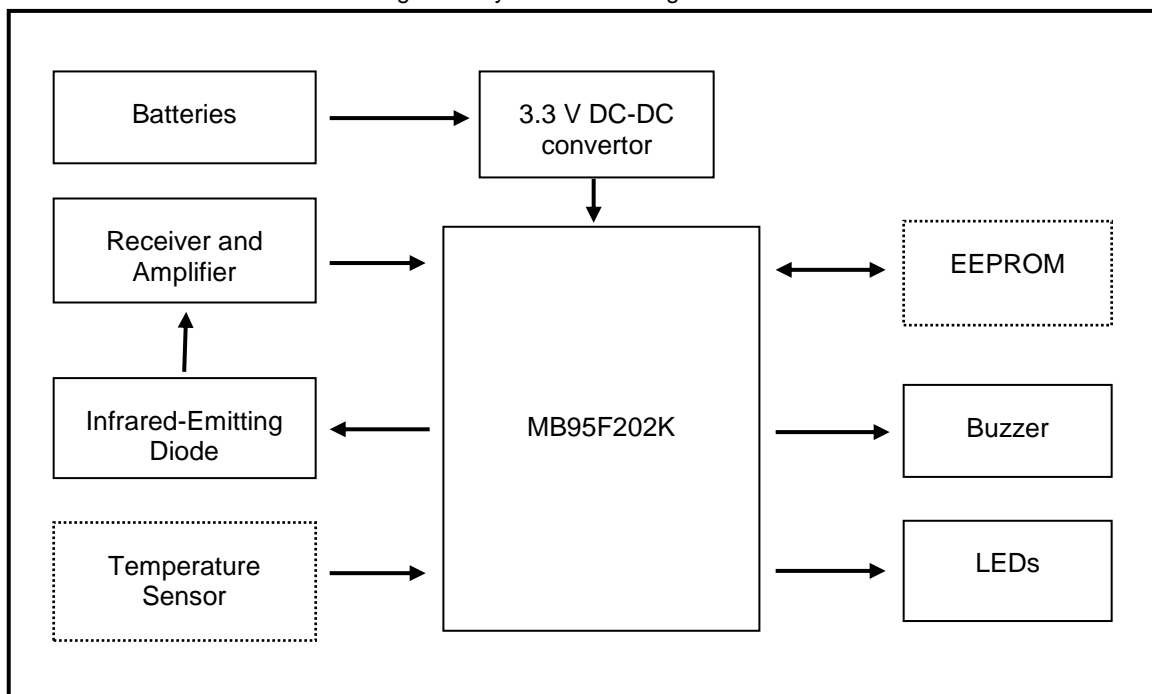 Batteries
3.3 V DC-DC
convertor
Receiver and
Amplifier
EEPROM
Infrared-Emitting
Diode
MB95F202K
Buzzer
Temperature
Sensor
LEDs